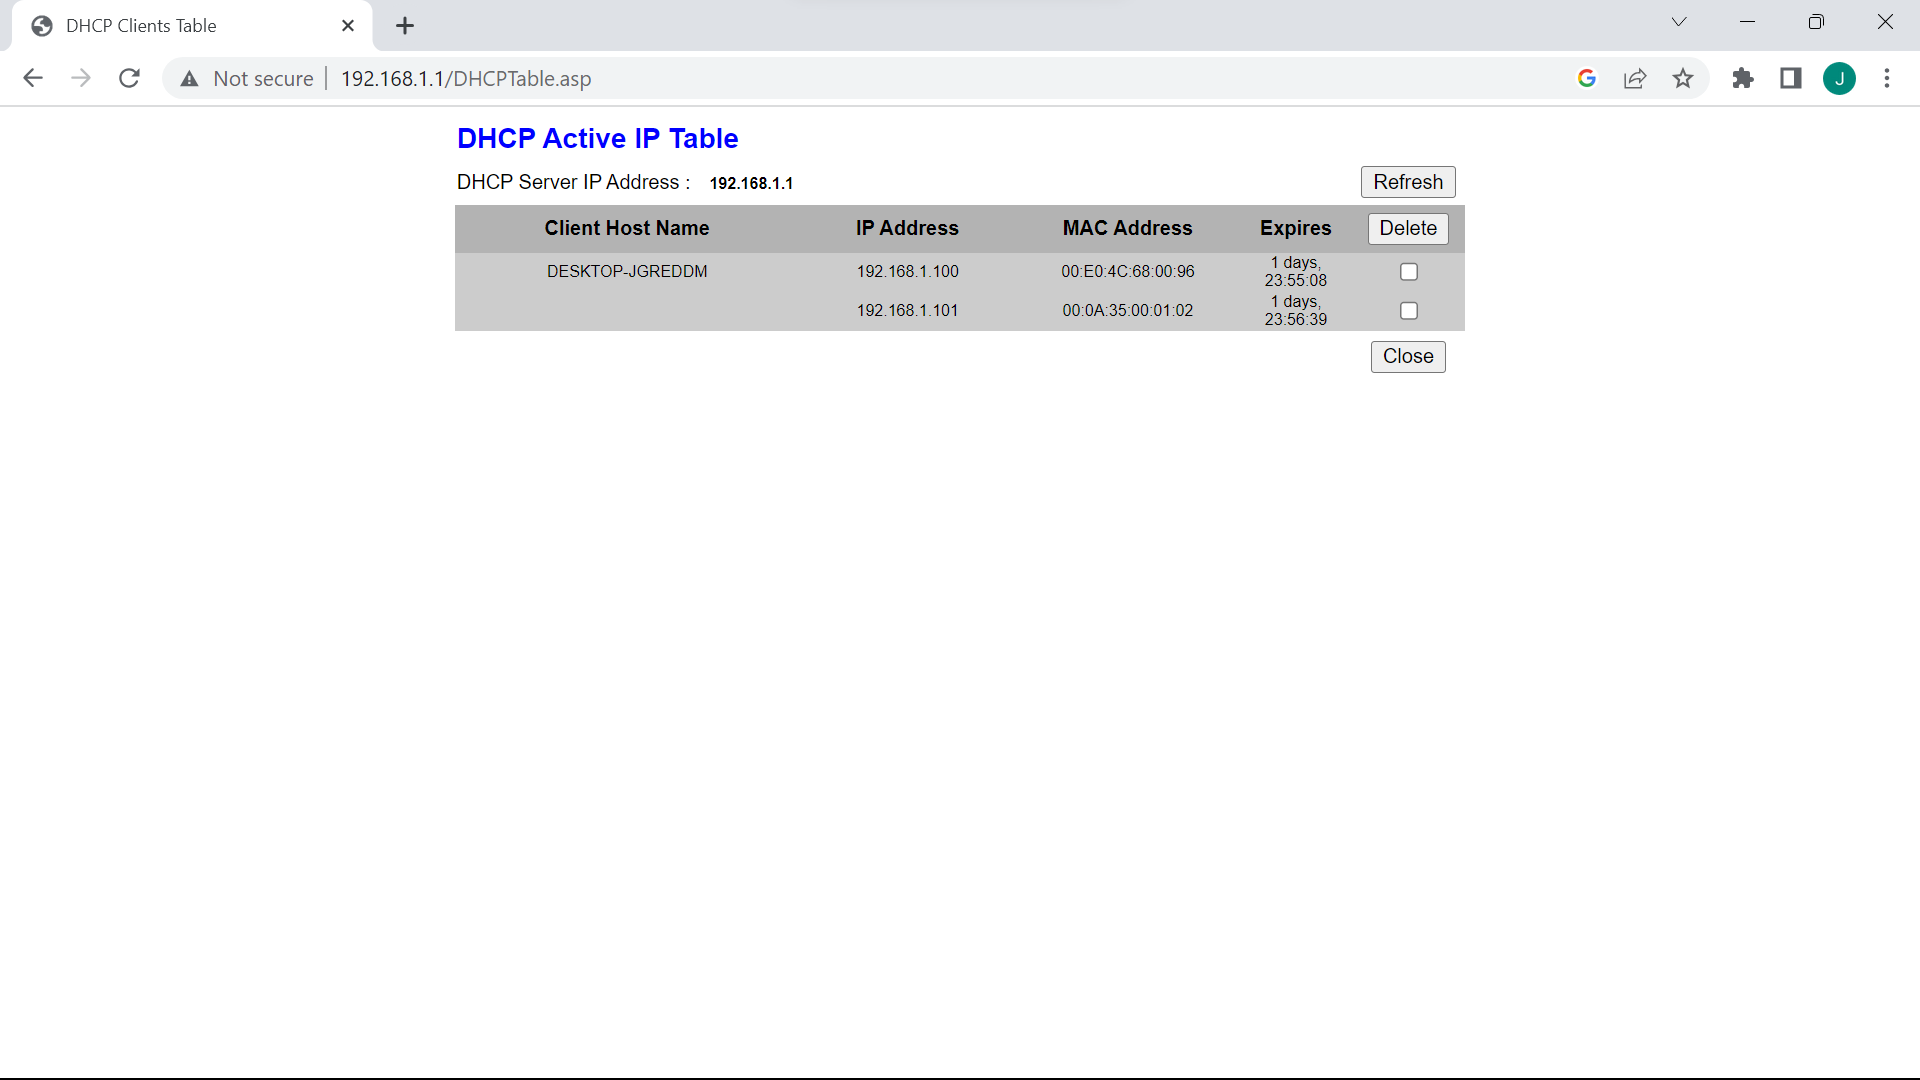 DHCP Clients Table
Not secure 192.168.1.1/DHCPTable.asp
J
DHCP Active IP Table
DHCP Server IP Address : 192.168.1.1 Refresh
Client Host Name IP Address MAC Address Expires Delete
DESKTOP-JGREDDM 192.168.1.100 00:E0:4C:68:00:96 1 days,
23:55:08
192.168.1.101 00:0A:35:00:01:02 1 days,
23:56:39
Close